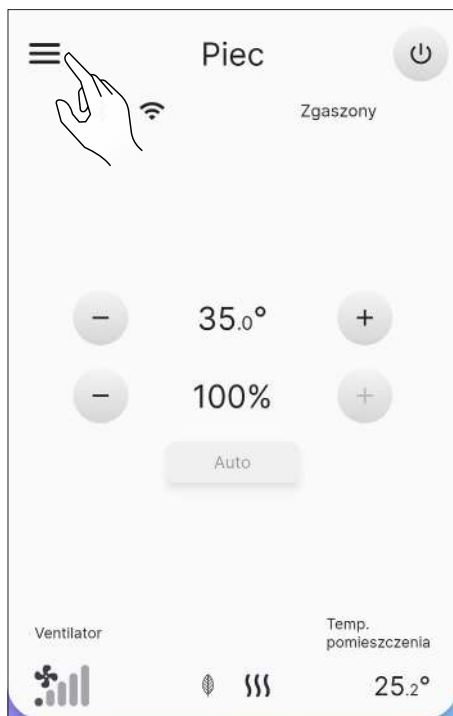 Piec
Zgaszony
− 35.0° +
− 100% +
Auto
Ventilator
Temp.
pomieszczenia
25.2°